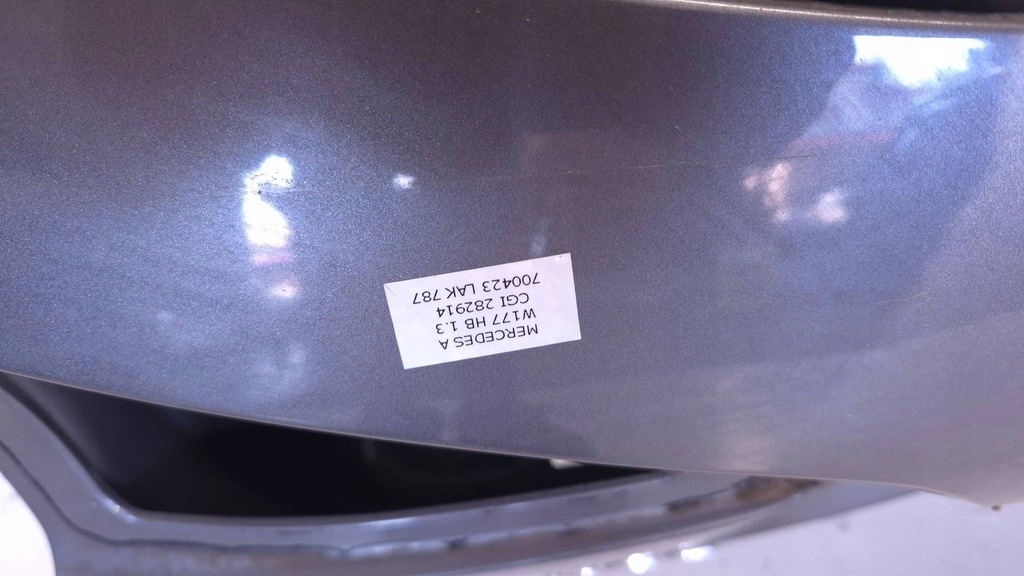 MERCEDES A
W177 HB 1.3
CGI 282914
700423 LAK 787